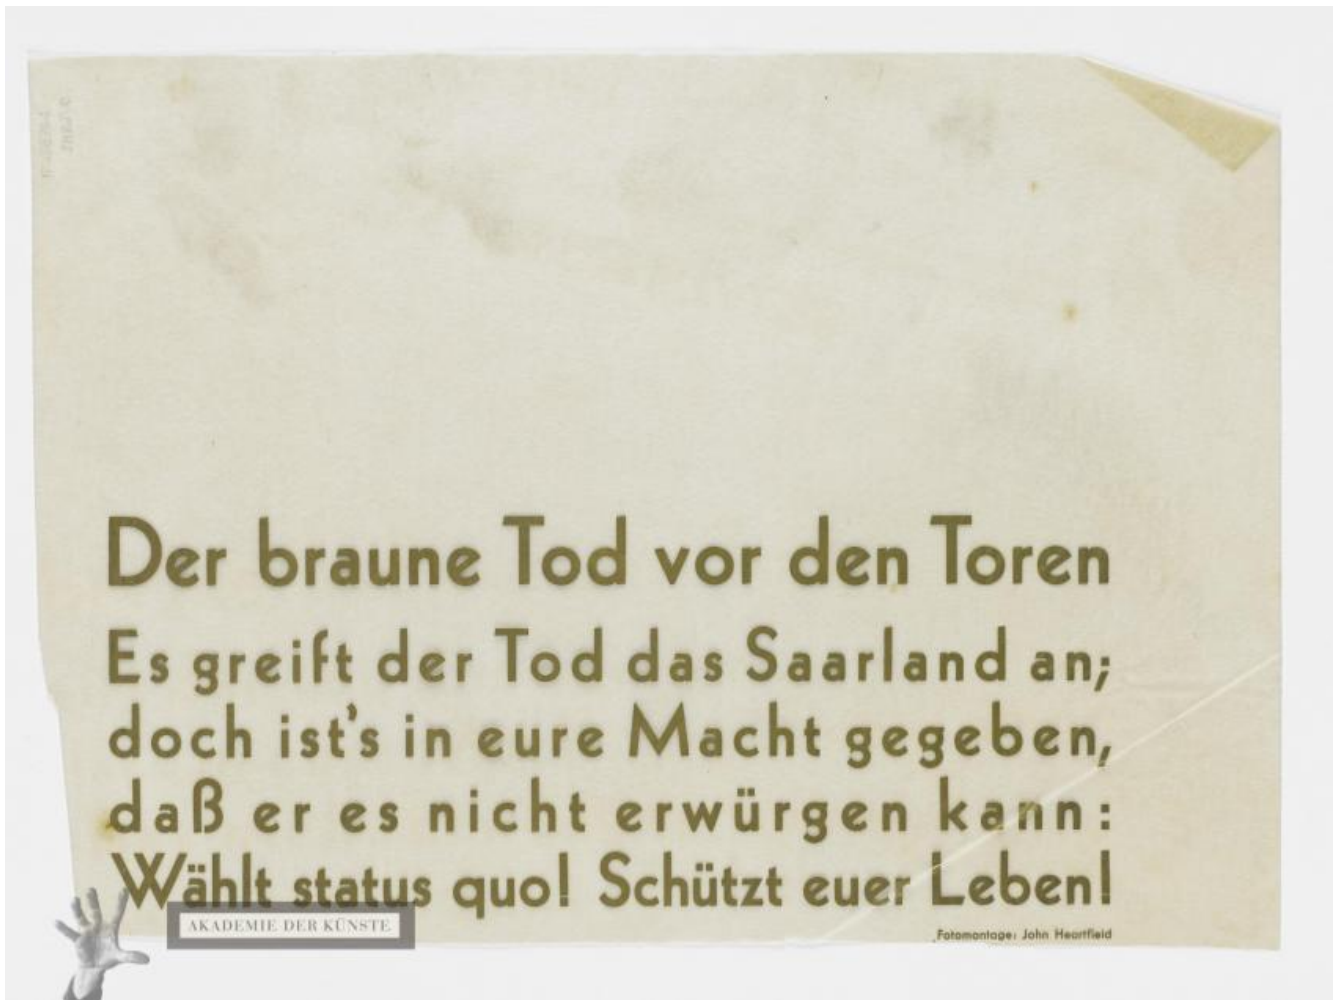 Der braune Tod vor den Toren
Es greift der Tod das Saarland an;
doch ist's in eure Macht gegeben,
daß er es nicht erwürgen kann:
Wählt status quo! Schützt euer Leben!
Fotomontage: John Heartfield
AKADEMIE DER KÜNSTE